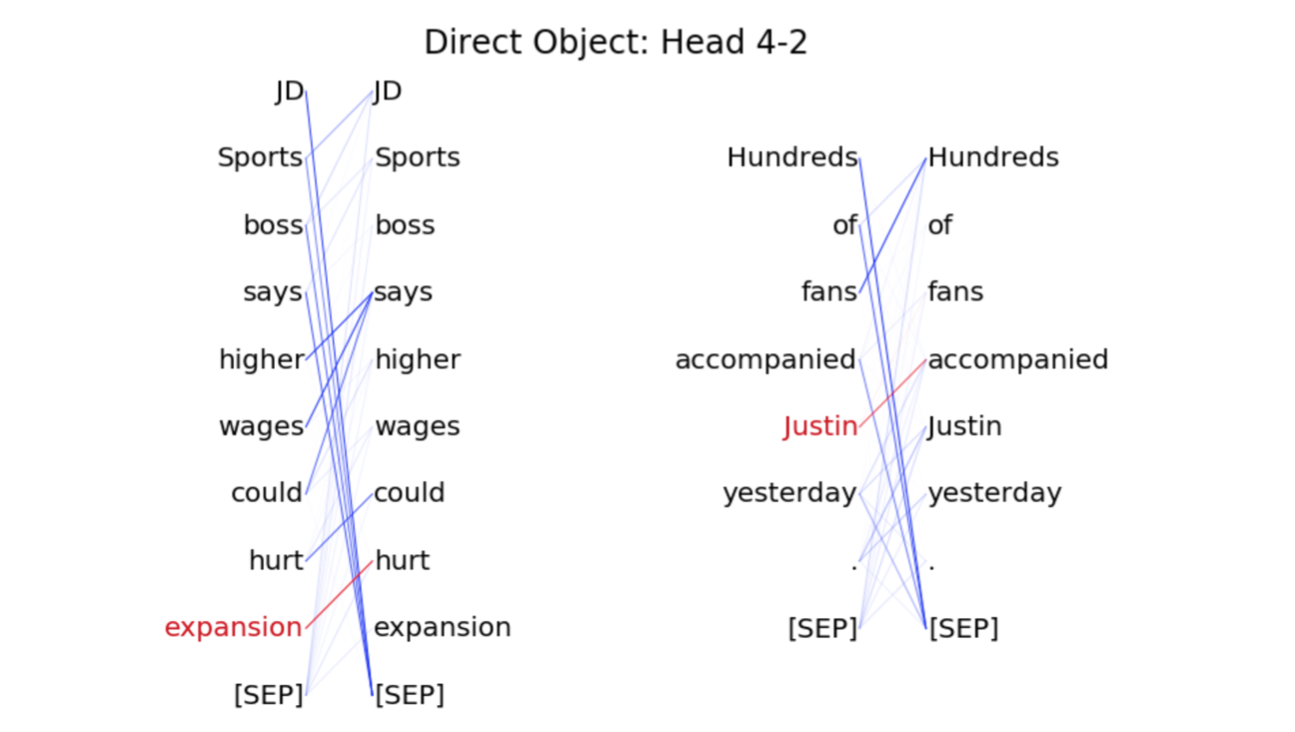 Direct Object: Head 4-2
JD JD
Sports Sports
boss boss
says says
higher higher
wages wages
could could
hurt hurt
expansion expansion
[SEP] [SEP]
Hundreds Hundreds
of of
fans fans
accompanied accompanied
Justin Justin
yesterday yesterday
. .
[SEP] [SEP]